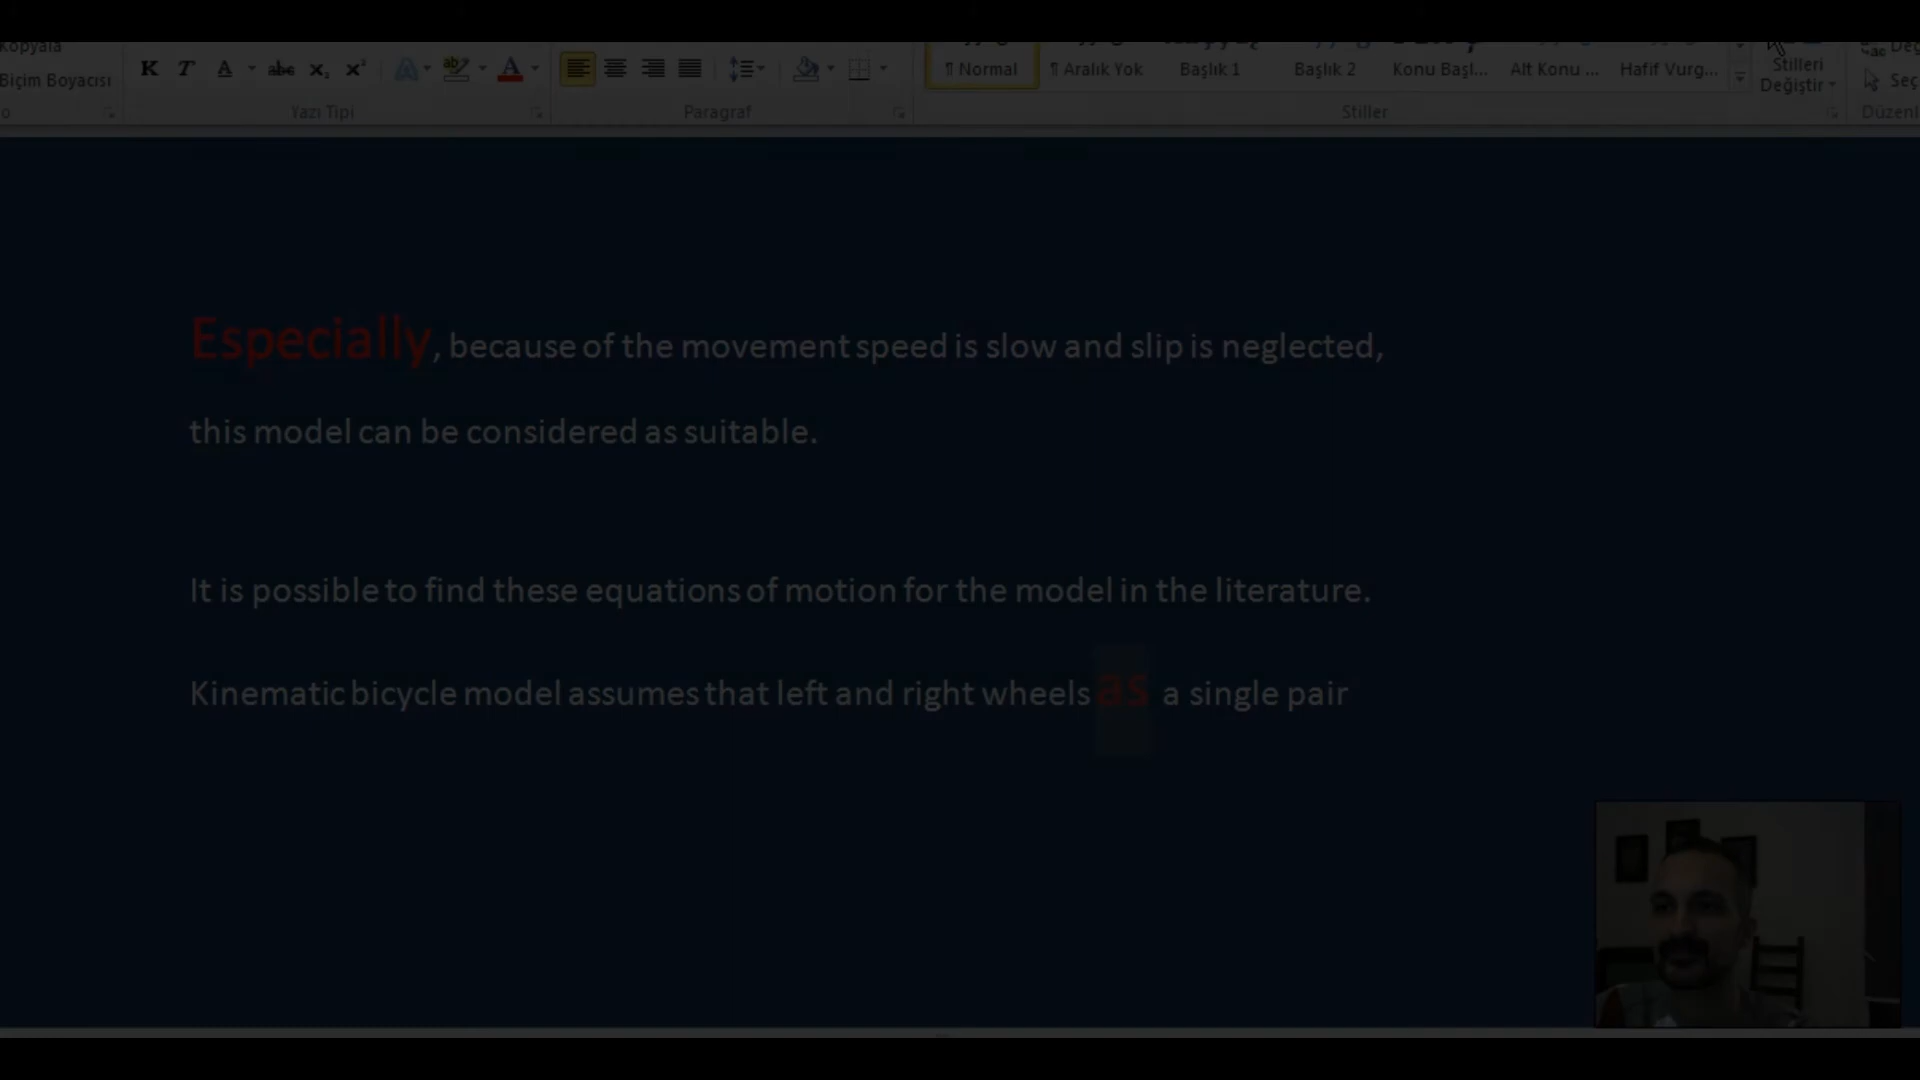 Kopyala
Biçim Boyacısı
K T A abc x₂ x² A ab A
¶ Normal ¶ Aralık Yok Başlık 1 Başlık 2 Konu Başl... Alt Konu ... Hafif Vurg...
Stilleri
Değiştir
Seç
Yazı Tipi Paragraf Stiller Düzenl
Especially, because of the movement speed is slow and slip is neglected,
this model can be considered as suitable.
It is possible to find these equations of motion for the model in the literature.
Kinematic bicycle model assumes that left and right wheels as a single pair